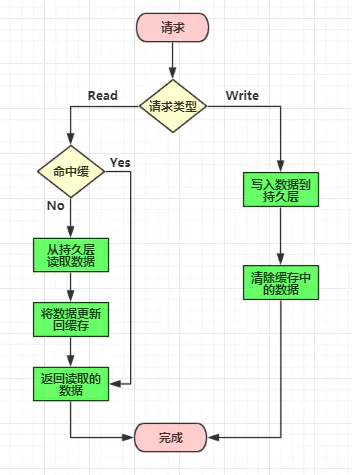 请求
请求类型
Read
Write
命中缓
Yes
No
写入数据到
持久层
从持久层
读取数据
清除缓存中
的数据
将数据更新
回缓存
返回读取的
数据
完成